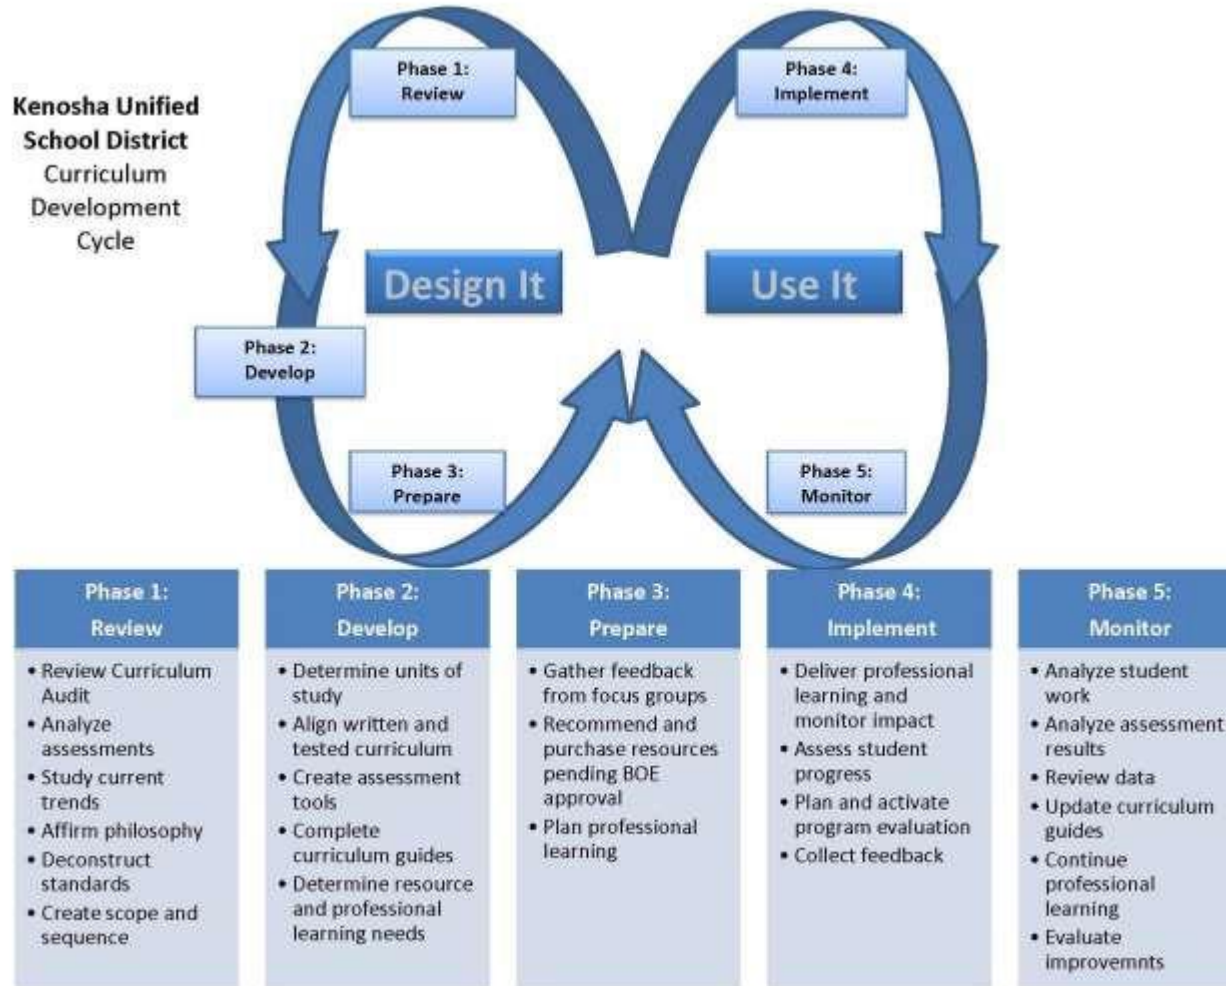 Kenosha Unified
School District
Curriculum
Development
Cycle
Phase 1:
Review
Phase 4:
Implement
Design It
Use It
Phase 2:
Develop
Phase 3:
Prepare
Phase 5:
Monitor
Phase 1:
Review
• Review Curriculum
Audit
• Analyze
assessments
• Study current
trends
• Affirm philosophy
• Deconstruct
standards
• Create scope and
sequence
Phase 2:
Develop
• Determine units of
study
• Align written and
tested curriculum
• Create assessment
tools
• Complete
curriculum guides
• Determine resource
and professional
learning needs
Phase 3:
Prepare
• Gather feedback
from focus groups
• Recommend and
purchase resources
pending BOE
approval
• Plan professional
learning
Phase 4:
Implement
• Deliver professional
learning and
monitor impact
• Assess student
progress
• Plan and activate
program evaluation
• Collect feedback
Phase 5:
Monitor
• Analyze student
work
• Analyze assessment
results
• Review data
• Update curriculum
guides
• Continue
professional
learning
• Evaluate
improvemnts